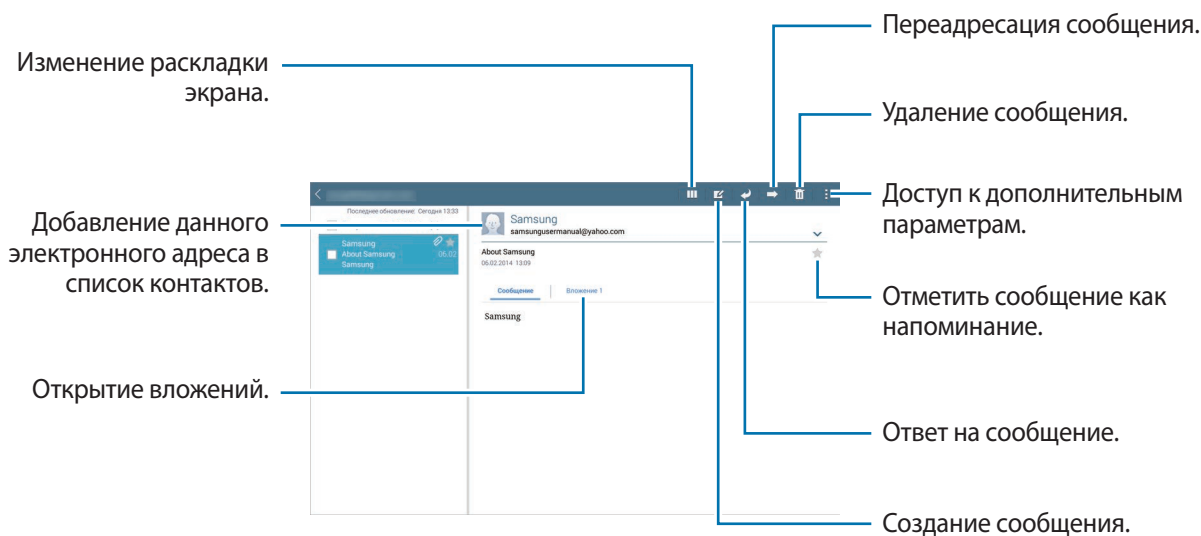 Переадресация сообщения.
Изменение раскладки
экрана.
Удаление сообщения.
Доступ к дополнительным
параметрам.
Добавление данного
электронного адреса в
список контактов.
Последнее обновление: Сегодня 13:33
Samsung
About Samsung 06.02
Samsung
Samsung
samsungusermanual@yahoo.com
About Samsung
06.02.2014 13:09
Сообщение Вложение 1
Samsung
Отметить сообщение как
напоминание.
Открытие вложений.
Ответ на сообщение.
Создание сообщения.